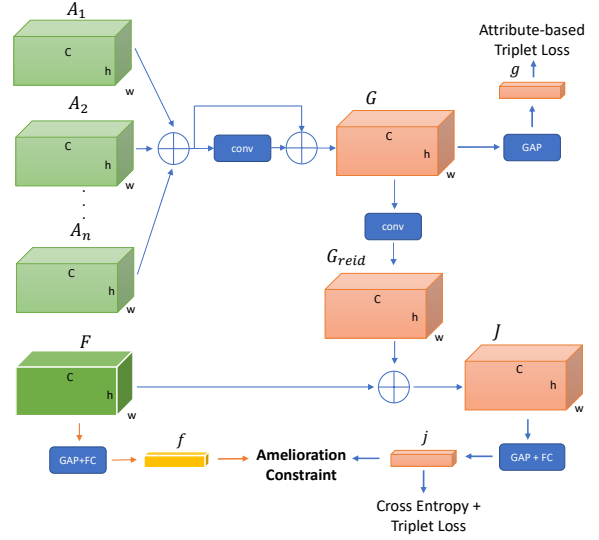 A₁
C
h
w
A₂
C
h
w
.
.
.
Aₙ
C
h
w
conv
G
C
h
w
Attribute-based
Triplet Loss
g
GAP
conv
G_reid
C
h
w
F
C
h
w
J
C
h
w
GAP+FC
f
Amelioration
Constraint
j
GAP + FC
Cross Entropy +
Triplet Loss